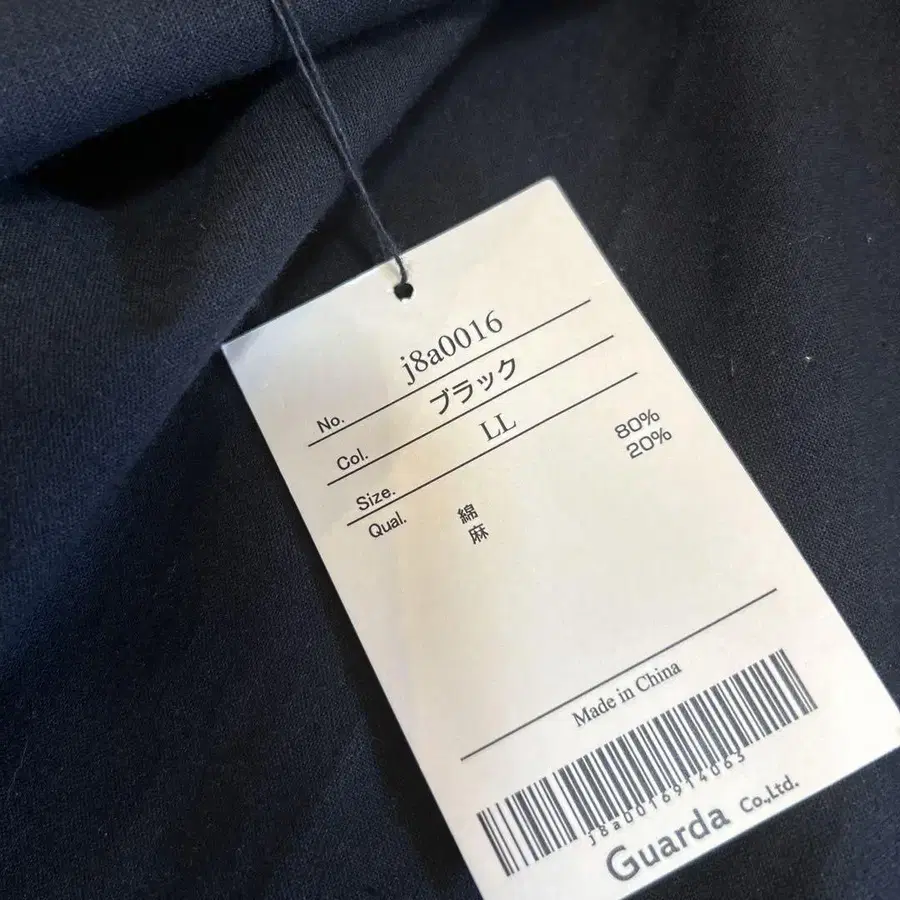 No. j8a0016
Col. ブラック
Size. LL
Qual. 綿 80%
麻 20%
Made in China
j8a0016914063
Guarda Co.,Ltd.